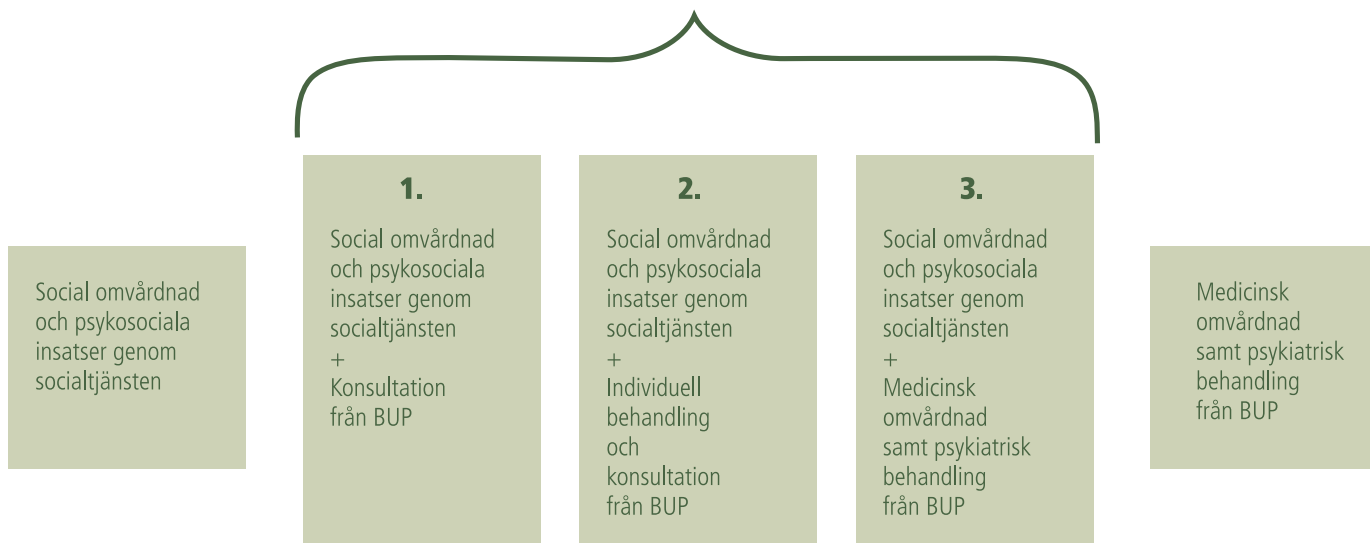 Social omvårdnad
och psykosociala
insatser genom
socialtjänsten
1.
Social omvårdnad
och psykosociala
insatser genom
socialtjänsten
+
Konsultation
från BUP
2.
Social omvårdnad
och psykosociala
insatser genom
socialtjänsten
+
Individuell
behandling
och
konsultation
från BUP
3.
Social omvårdnad
och psykosociala
insatser genom
socialtjänsten
+
Medicinsk
omvårdnad
samt psykiatrisk
behandling
från BUP
Medicinsk
omvårdnad
samt psykiatrisk
behandling
från BUP